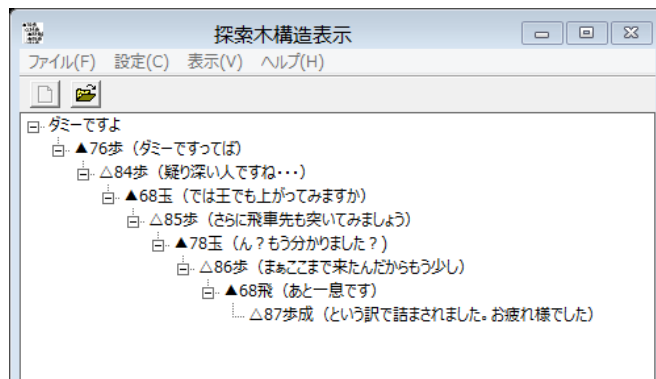 探索木構造表示
ファイル(F) 設定(C) 表示(V) ヘルプ(H)
ダミーですよ
▲76歩（ダミーですってば）
△84歩（疑り深い人ですね・・・）
▲68玉（では王でも上がってみますか）
△85歩（さらに飛車先も突いてみましょう）
▲78玉（ん？もう分かりました？）
△86歩（まぁここまで来たんだからもう少し）
▲68飛（あと一息です）
△87歩成（という訳で詰まされました。お疲れ様でした）